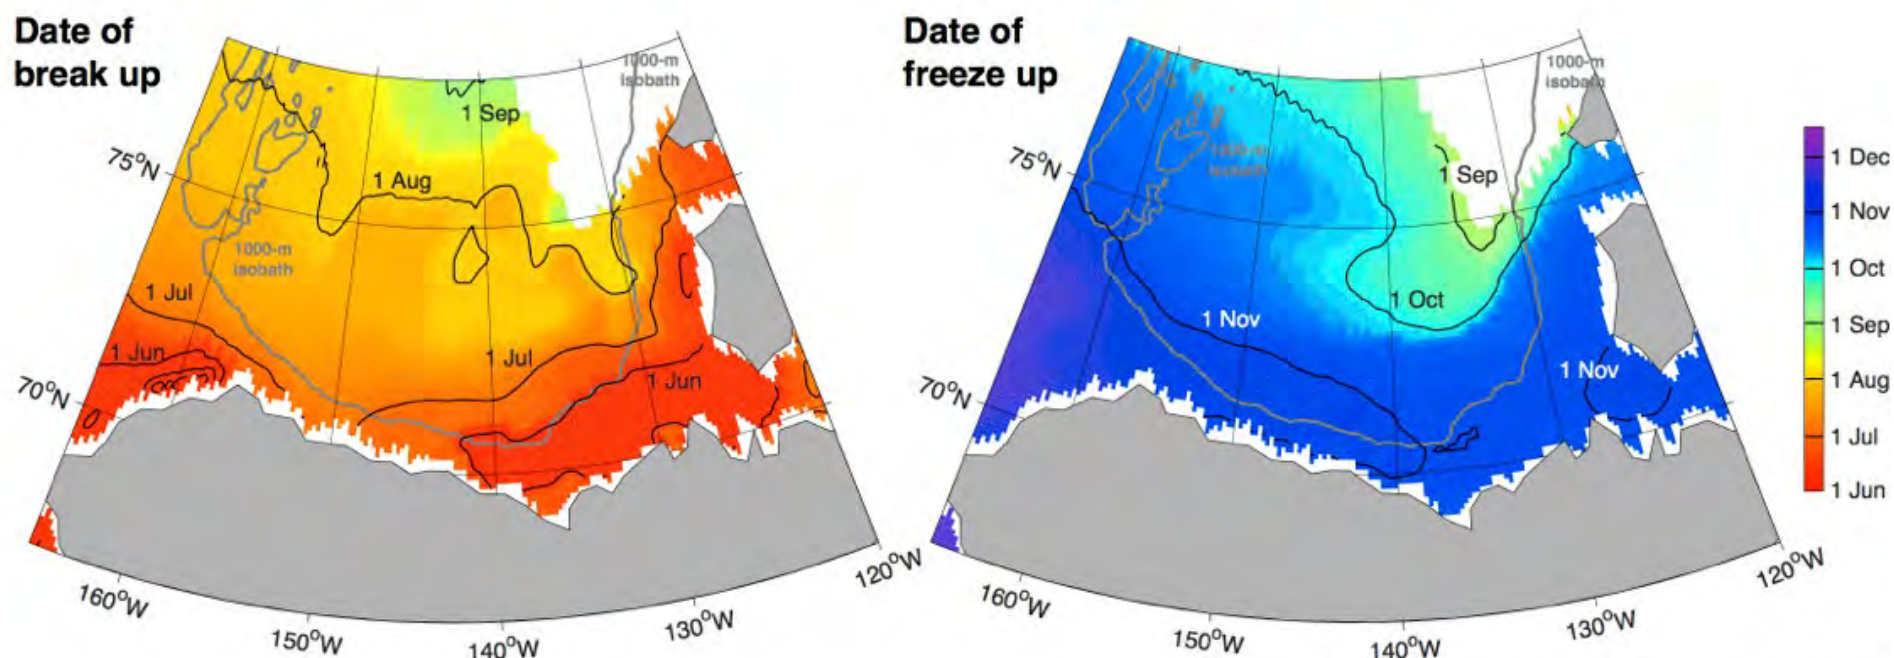 Date of
break up
1000-m
isobath
1 Sep
75°N
1 Aug
1000-m
isobath
1 Jul
1 Jun
1 Jul
1 Jun
70°N
160°W
150°W
140°W
130°W
120°W
Date of
freeze up
1000-m
isobath
1000-m
isobath
75°N
1 Sep
1 Oct
1 Nov
1 Nov
70°N
160°W
150°W
140°W
130°W
120°W
1 Dec
1 Nov
1 Oct
1 Sep
1 Aug
1 Jul
1 Jun